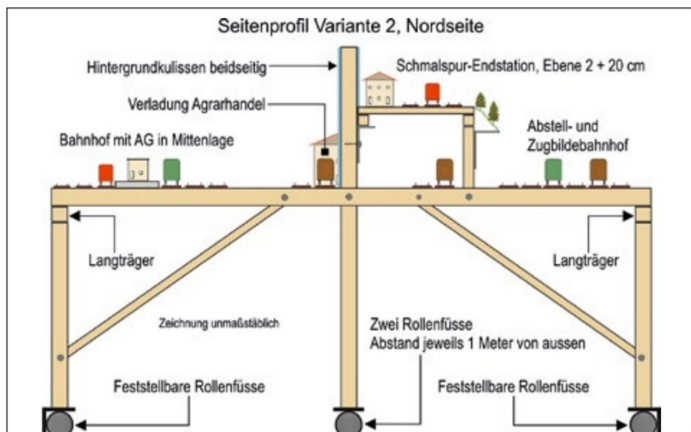 Seitenprofil Variante 2, Nordseite
Hintergrundkulissen beidseitig
Schmalspur-Endstation, Ebene 2 + 20 cm
Verladung Agrarhandel
Bahnhof mit AG in Mittenlage
Abstell- und
Zugbildebahnhof
Langträger
Langträger
Zeichnung unmaßstäblich
Zwei Rollenfüsse
Abstand jeweils 1 Meter von aussen
Feststellbare Rollenfüsse
Feststellbare Rollenfüsse